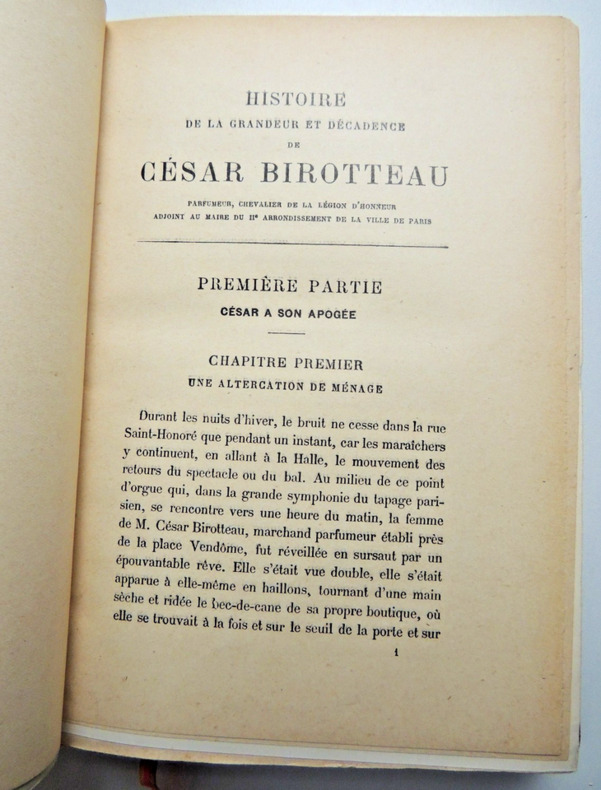 HISTOIRE
DE LA GRANDEUR ET DÉCADENCE
DE
CÉSAR BIROTTEAU
PARFUMEUR, CHEVALIER DE LA LÉGION D'HONNEUR
ADJOINT AU MAIRE DU IIe ARRONDISSEMENT DE LA VILLE DE PARIS
PREMIÈRE PARTIE
CÉSAR A SON APOGÉE
CHAPITRE PREMIER
UNE ALTERCATION DE MÉNAGE
Durant les nuits d'hiver, le bruit ne cesse dans la rue
Saint-Honoré que pendant un instant, car les maraîchers
y continuent, en allant à la Halle, le mouvement des
retours du spectacle ou du bal. Au milieu de ce point
d'orgue qui, dans la grande symphonie du tapage pari-
sien, se rencontre vers une heure du matin, la femme
de M. César Birotteau, marchand parfumeur établi près
de la place Vendôme, fut réveillée en sursaut par un
épouvantable rêve. Elle s'était vue double, elle s'était
apparue à elle-même en haillons, tournant d'une main
sèche et ridée le bec-de-cane de sa propre boutique, où
elle se trouvait à la fois et sur le seuil de la porte et sur
1